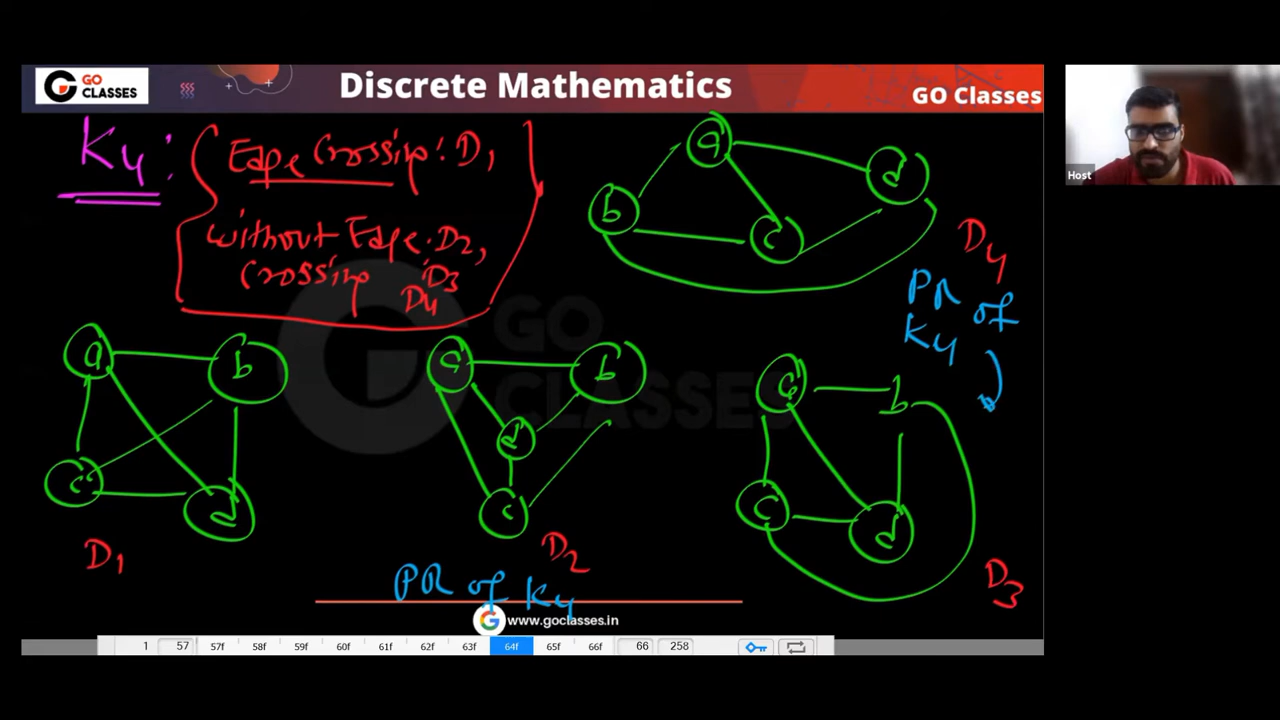 GO
CLASSES
Discrete Mathematics
GO Classes
K4:
Edge Crossing: D1
without Edge: D2,
Crossing D3
D4
a
d
b
c
D4
PR of
K4
Host
a b
c d
D1
a b
d
c
D2
PR of K4
a b
c d
D3
GO
CLASSES
www.goclasses.in
1 57 57f 58f 59f 60f 61f 62f 63f 64f 65f 66f 66 258